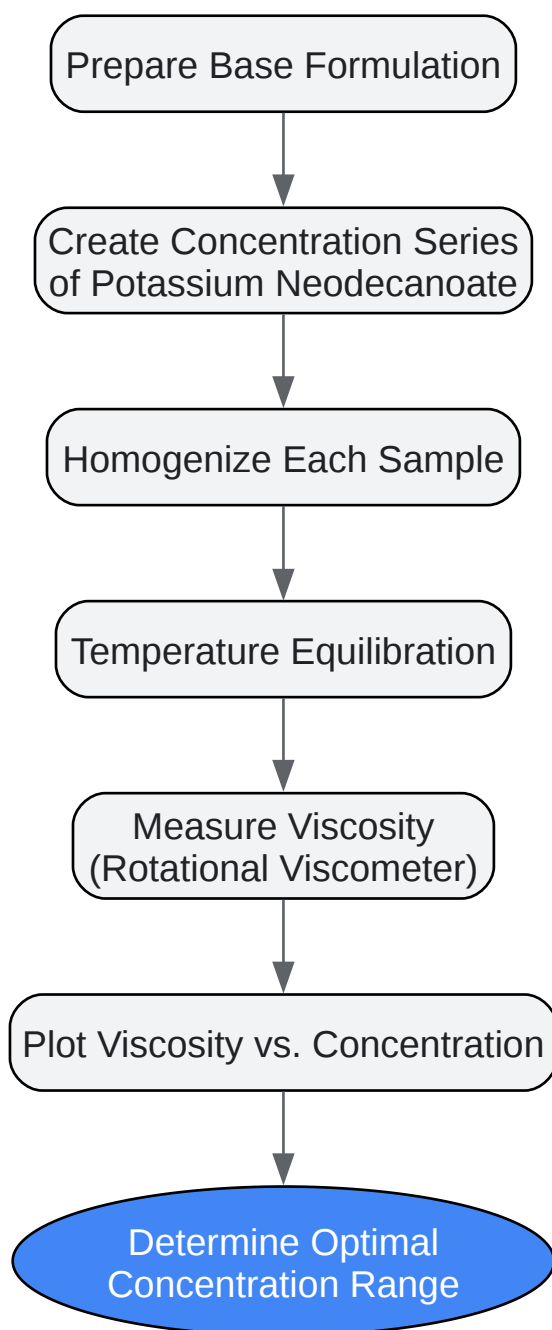 Prepare Base Formulation
Create Concentration Series
of Potassium Neodecanoate
Homogenize Each Sample
Temperature Equilibration
Measure Viscosity
(Rotational Viscometer)
Plot Viscosity vs. Concentration
Determine Optimal
Concentration Range